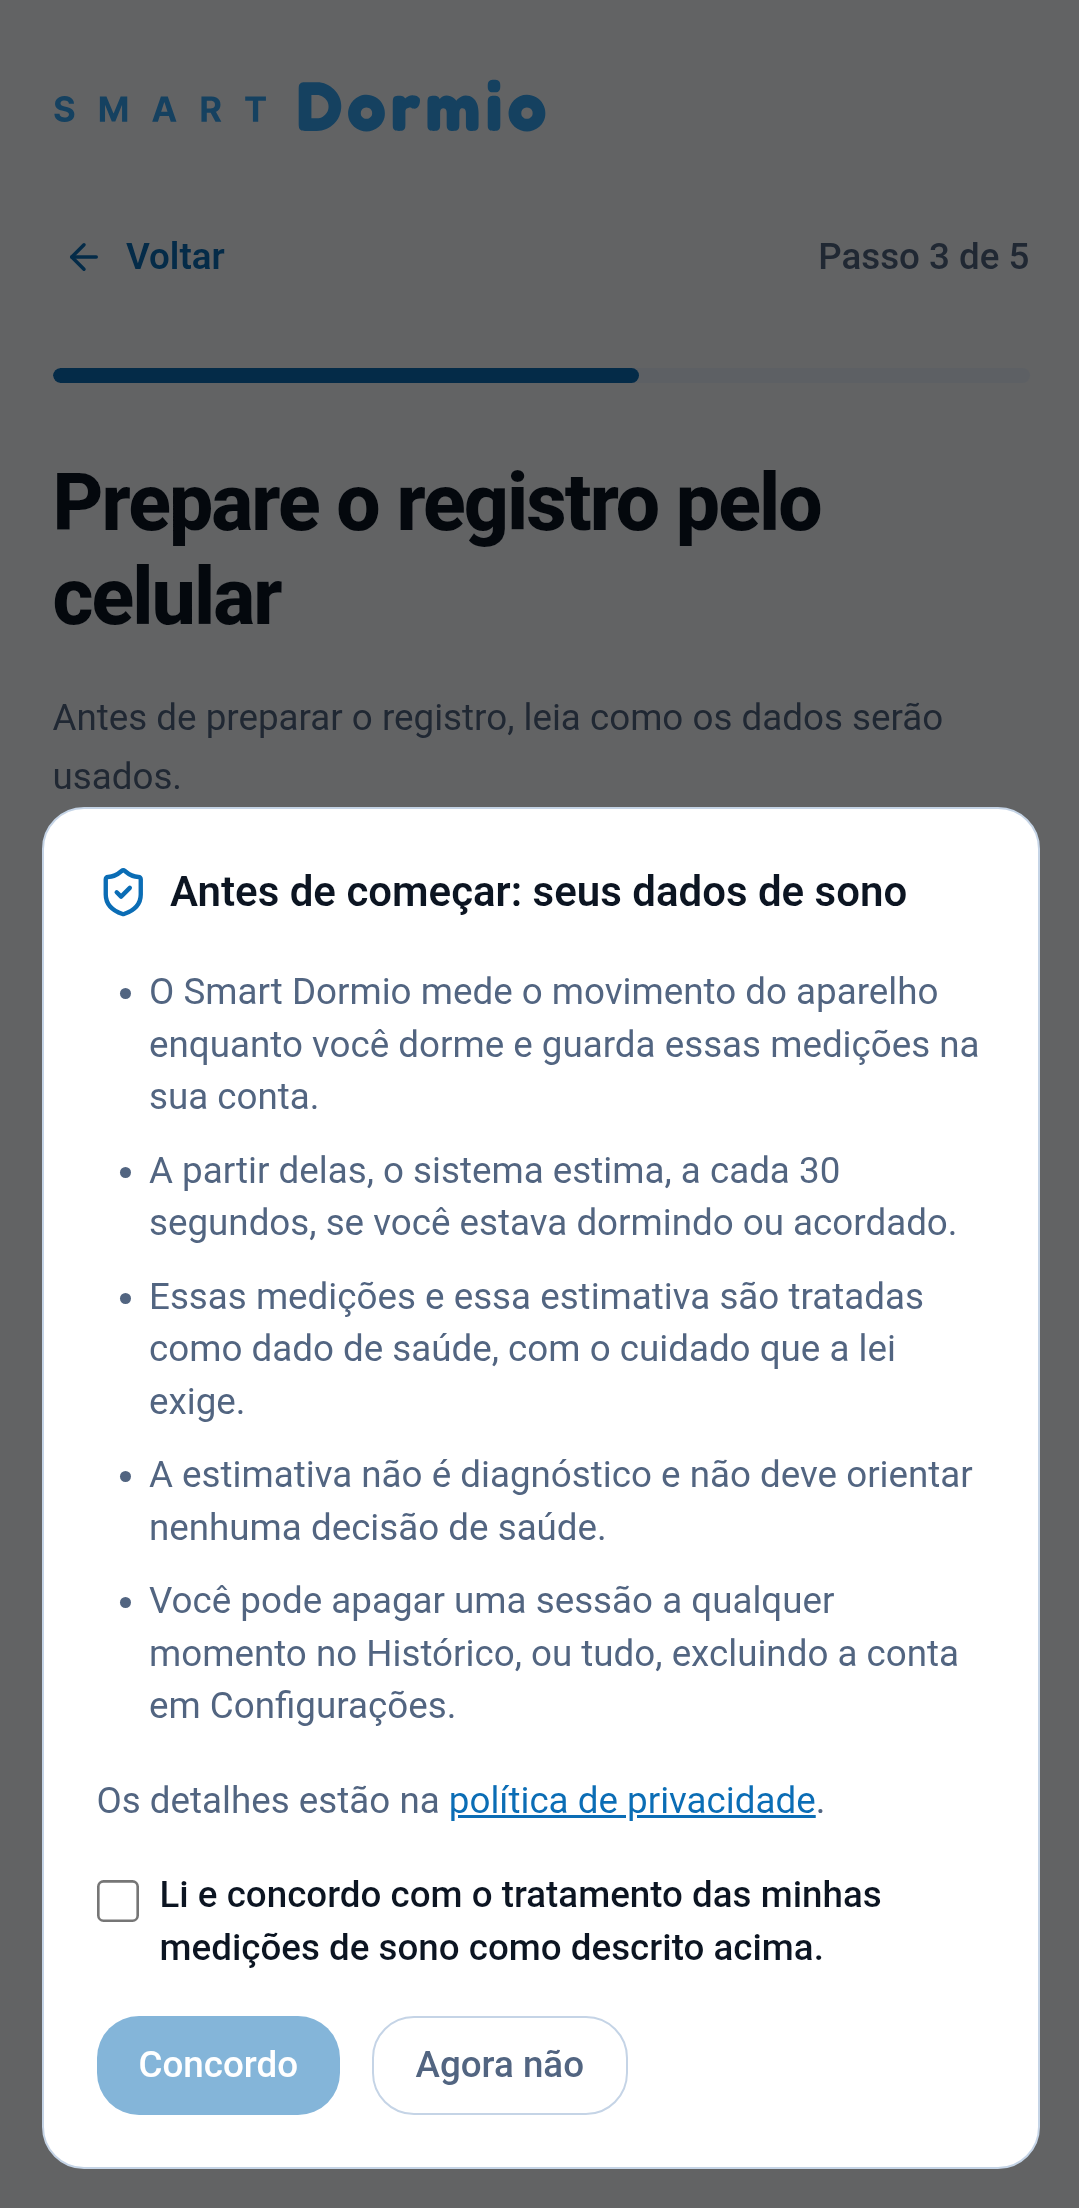 SMART Dormio
Voltar
Passo 3 de 5
Prepare o registro pelo
celular
Antes de preparar o registro, leia como os dados serão
usados.
Antes de começar: seus dados de sono
• O Smart Dormio mede o movimento do aparelho
enquanto você dorme e guarda essas medições na
sua conta.
• A partir delas, o sistema estima, a cada 30
segundos, se você estava dormindo ou acordado.
• Essas medições e essa estimativa são tratadas
como dado de saúde, com o cuidado que a lei
exige.
• A estimativa não é diagnóstico e não deve orientar
nenhuma decisão de saúde.
• Você pode apagar uma sessão a qualquer
momento no Histórico, ou tudo, excluindo a conta
em Configurações.
Os detalhes estão na política de privacidade.
Li e concordo com o tratamento das minhas
medições de sono como descrito acima.
Concordo
Agora não